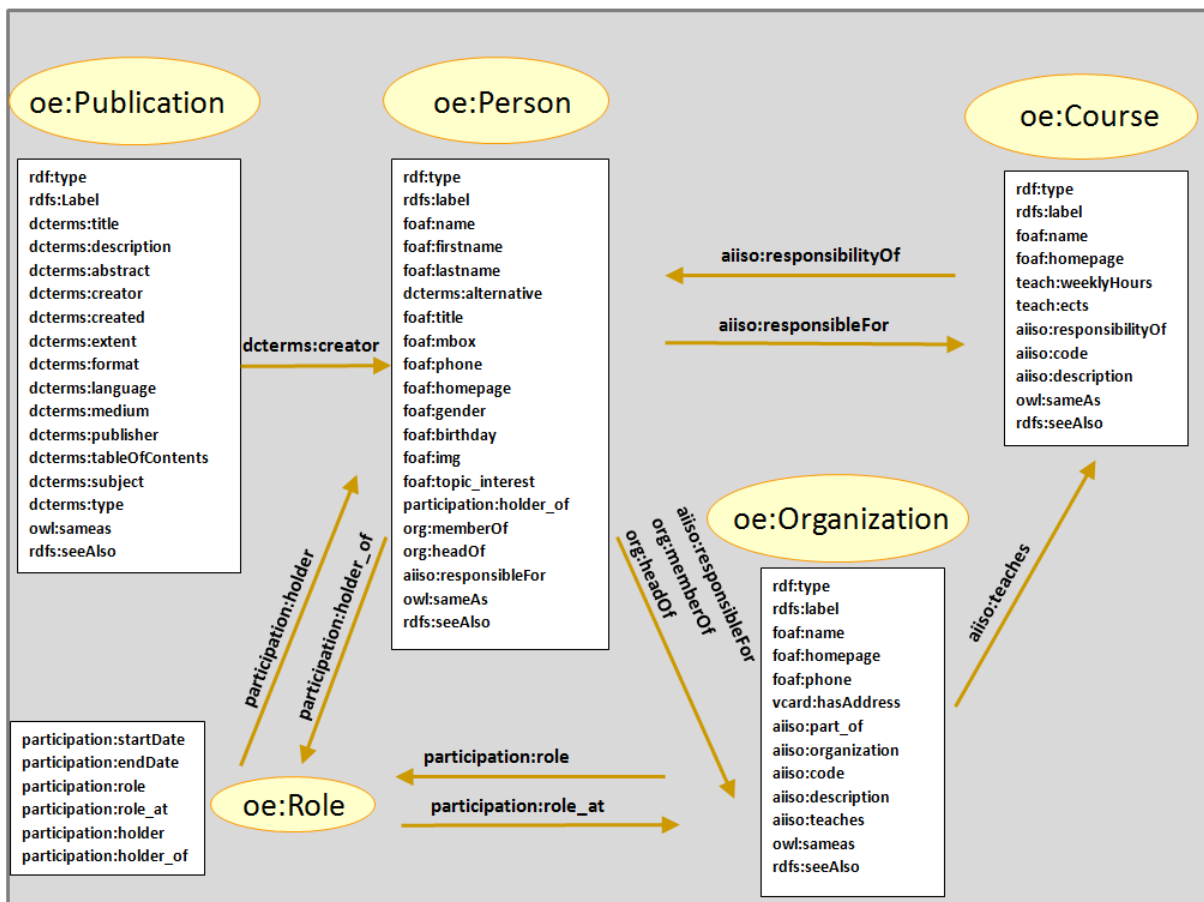 oe:Publication
rdf:type
rdfs:Label
dcterms:title
dcterms:description
dcterms:abstract
dcterms:creator
dcterms:created
dcterms:extent
dcterms:format
dcterms:language
dcterms:medium
dcterms:publisher
dcterms:tableOfContents
dcterms:subject
dcterms:type
owl:sameas
rdfs:seeAlso
dcterms:creator
oe:Person
rdf:type
rdfs:label
foaf:name
foaf:firstname
foaf:lastname
dcterms:alternative
foaf:title
foaf:mbox
foaf:phone
foaf:homepage
foaf:gender
foaf:birthday
foaf:img
foaf:topic_interest
participation:holder_of
org:memberOf
org:headOf
aiiso:responsibleFor
owl:sameAs
rdfs:seeAlso
aiiso:responsibilityOf
aiiso:responsibleFor
oe:Course
rdf:type
rdfs:label
foaf:name
foaf:homepage
teach:weeklyHours
teach:ects
aiiso:responsibilityOf
aiiso:code
aiiso:description
owl:sameAs
rdfs:seeAlso
participation:holder
participation:holder_of
aiiso:responsibleFor
org:memberOf
org:headOf
oe:Organization
rdf:type
rdfs:label
foaf:name
foaf:homepage
foaf:phone
vcard:hasAddress
aiiso:part_of
aiiso:organization
aiiso:code
aiiso:description
aiiso:teaches
owl:sameas
rdfs:seeAlso
aiiso:teaches
participation:startDate
participation:endDate
participation:role
participation:role_at
participation:holder
participation:holder_of
oe:Role
participation:role
participation:role_at